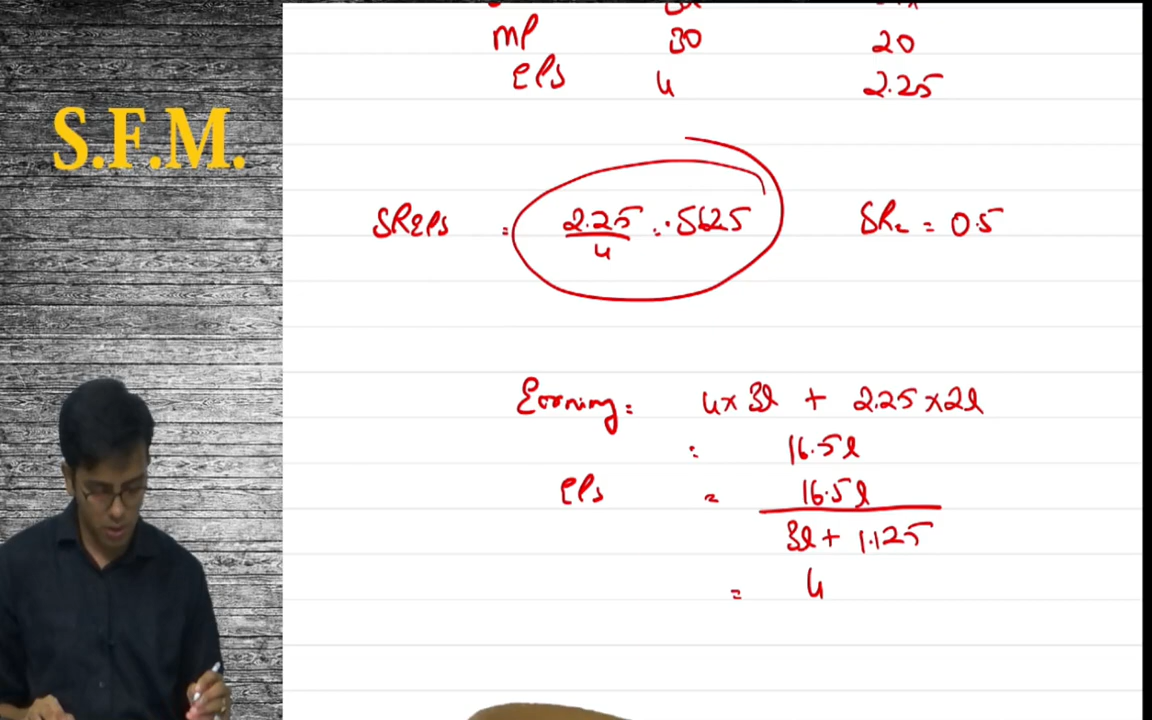 S.F.M.
MP 30 20
EPS 4 2.25
SREPS = 2.25/4 = .5625 SR = 0.5
Earning = 4x3l + 2.25x2l
= 16.5l
EPS = 16.5l
3l + 1.125
= 4